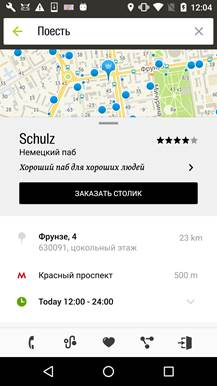 12:04
Поесть
Фрунзе
Schulz
Немецкий паб
Хороший паб для хороших людей
ЗАКАЗАТЬ СТОЛИК
Фрунзе, 4
23 km
630091, цокольный этаж
Красный проспект
500 m
Today 12:00 - 24:00